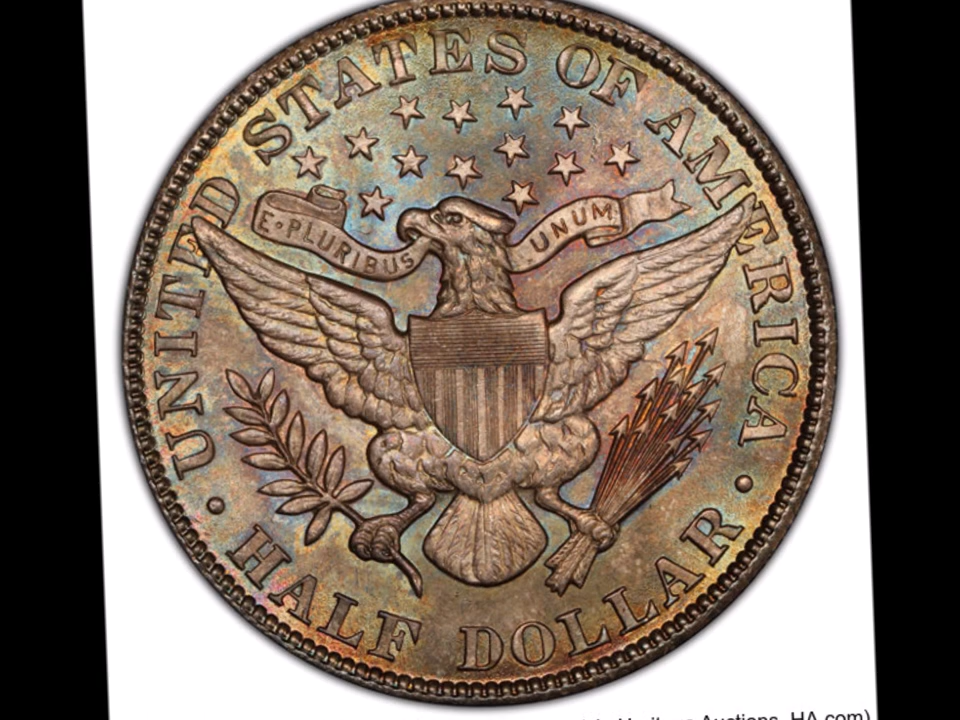 UNITED STATES OF AMERICA
E PLURIBUS UNUM
HALF DOLLAR
Auctions, HA.com)